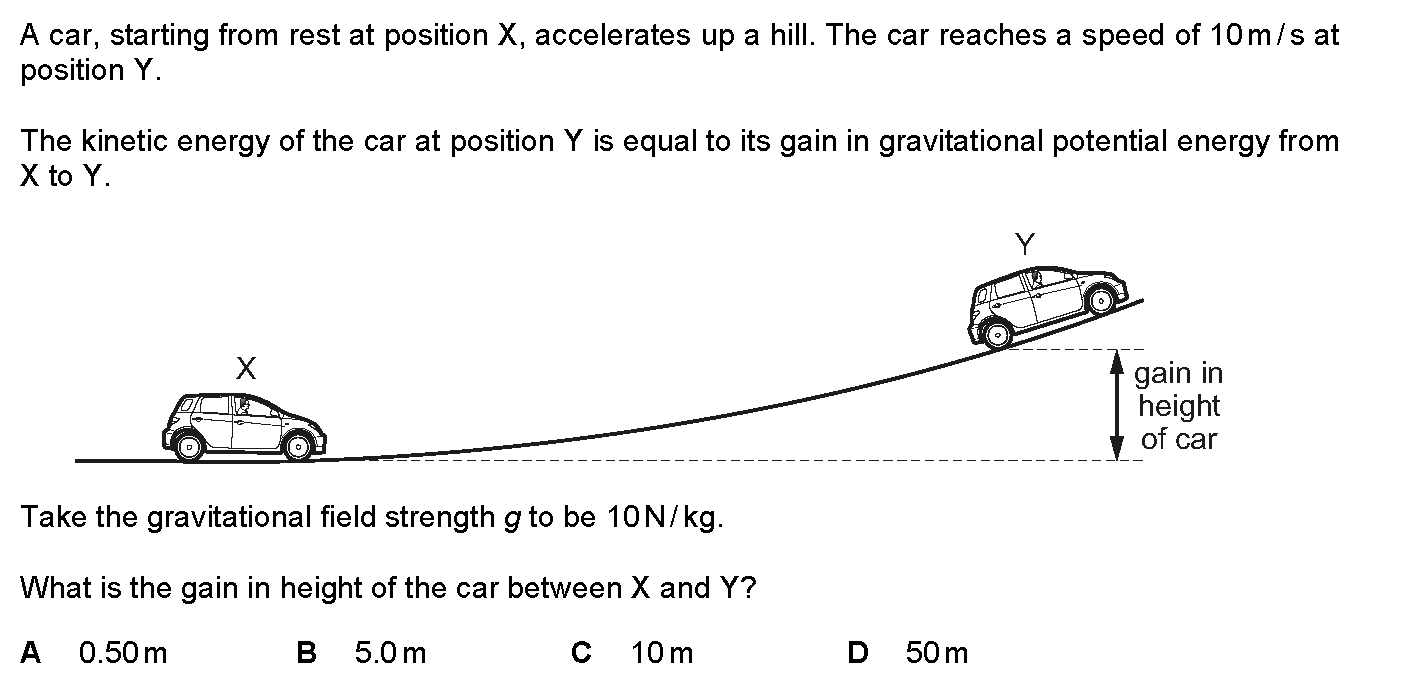 A car, starting from rest at position X, accelerates up a hill. The car reaches a speed of 10 m / s at
position Y.
The kinetic energy of the car at position Y is equal to its gain in gravitational potential energy from
X to Y.
Y
X
gain in
height
of car
Take the gravitational field strength g to be 10 N / kg.
What is the gain in height of the car between X and Y?
A 0.50 m B 5.0 m C 10 m D 50 m